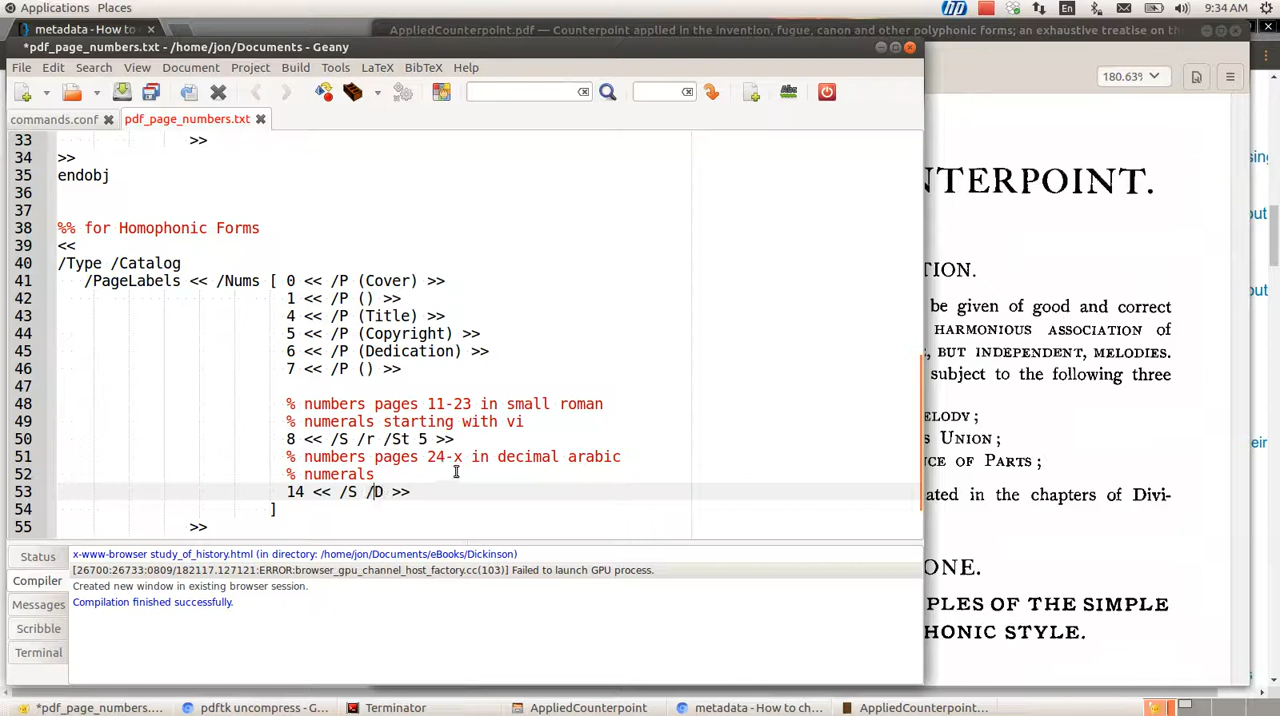 Applications Places
En
9:34 AM
metadata - How to
AppliedCounterpoint.pdf — Counterpoint applied in the invention, fugue, canon and other polyphonic forms; an exhaustive treatise on th
*pdf_page_numbers.txt - /home/jon/Documents - Geany
File Edit Search View Document Project Build Tools LaTeX BibTeX Help
180.63%
commands.conf
pdf_page_numbers.txt
33 >>
34 >>
35 endobj
36
37
38 %% for Homophonic Forms
39 <<
40 /Type /Catalog
41 /PageLabels << /Nums [ 0 << /P (Cover) >>
42 1 << /P () >>
43 4 << /P (Title) >>
44 5 << /P (Copyright) >>
45 6 << /P (Dedication) >>
46 7 << /P () >>
47
48 % numbers pages 11-23 in small roman
49 % numerals starting with vi
50 8 << /S /r /St 5 >>
51 % numbers pages 24-x in decimal arabic
52 % numerals
53 14 << /S /D >>
54 ]
55 >>
NTERPOINT.
ION.
be given of good and correct
HARMONIOUS ASSOCIATION of
, BUT INDEPENDENT, MELODIES.
subject to the following three
ELODY;
S UNION;
CE OF PARTS;
ated in the chapters of Divi-
ONE.
PLES OF THE SIMPLE
HONIC STYLE.
Status
Compiler
Messages
Scribble
Terminal
x-www-browser study_of_history.html (in directory: /home/jon/Documents/eBooks/Dickinson)
[26700:26733:0809/182117.127121:ERROR:browser_gpu_channel_host_factory.cc(103)] Failed to launch GPU process.
Created new window in existing browser session.
Compilation finished successfully.
*pdf_page_numbers....
pdftk uncompress - G...
Terminator
AppliedCounterpoint
metadata - How to ch...
AppliedCounterpoint....